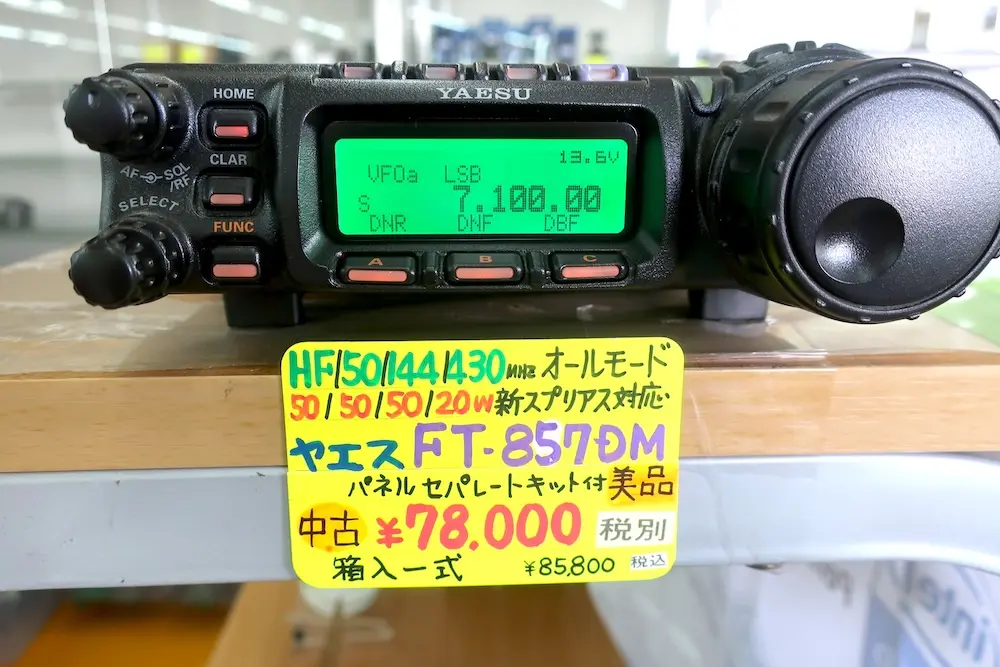 YAESU
HOME
CLAR
AF SQL
/RF
SELECT
FUNC
13.6V
VFOa LSB
7.100.00
S
DNR DNF DBF
A B C
HF/50/144/430MHz オールモード
50/50/50/20W 新スプリアス対応
ヤエス FT-857DM
パネルセパレートキット付 美品
中古 ¥78.000 税別
箱入一式 ¥85,800 税込
intel